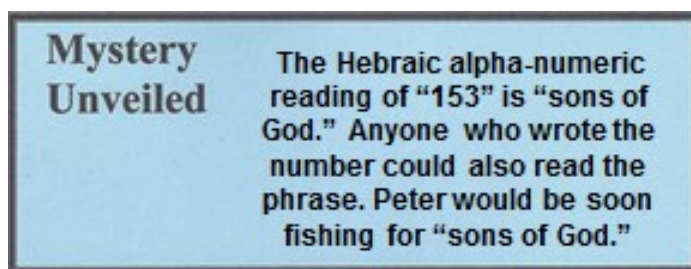 Mystery
Unveiled
The Hebraic alpha-numeric
reading of “153” is “sons of
God.” Anyone who wrote the
number could also read the
phrase. Peter would be soon
fishing for “sons of God.”